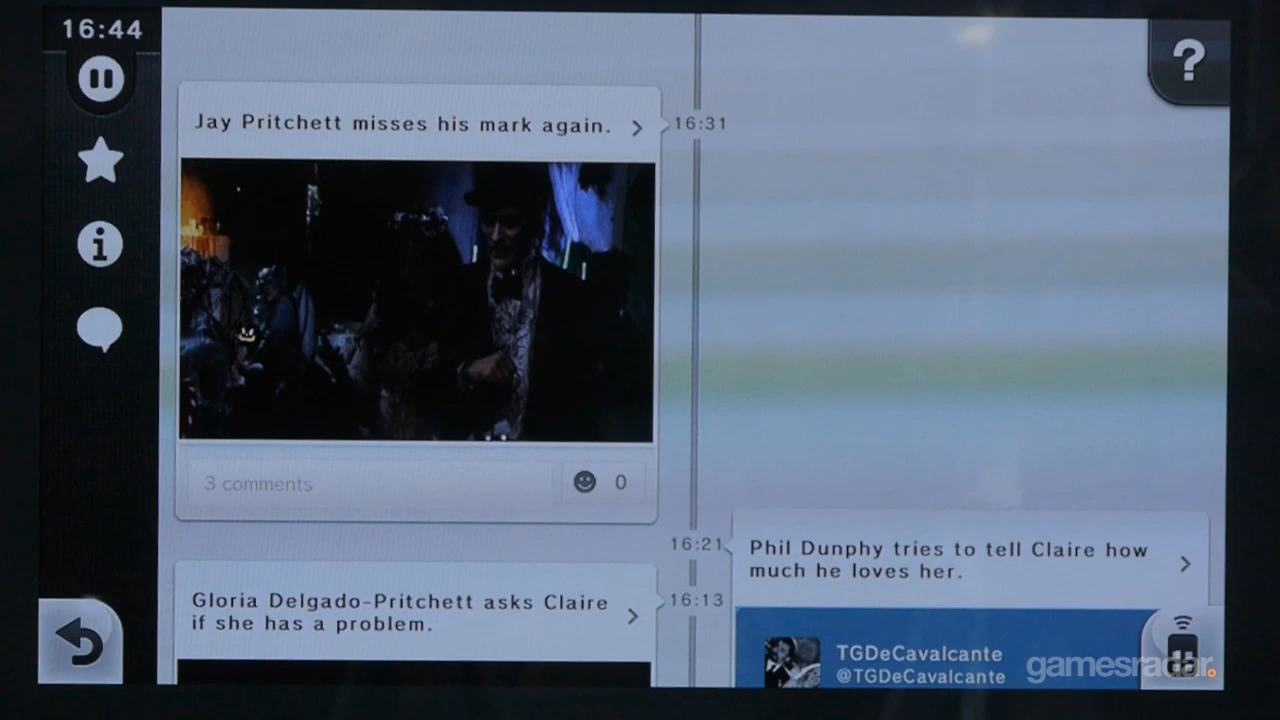 16:44
?
Jay Pritchett misses his mark again.
16:31
3 comments
0
16:21
Phil Dunphy tries to tell Claire how
much he loves her.
Gloria Delgado-Pritchett asks Claire
if she has a problem.
16:13
TGDeCavalcante
@TGDeCavalcante
gamesradar.